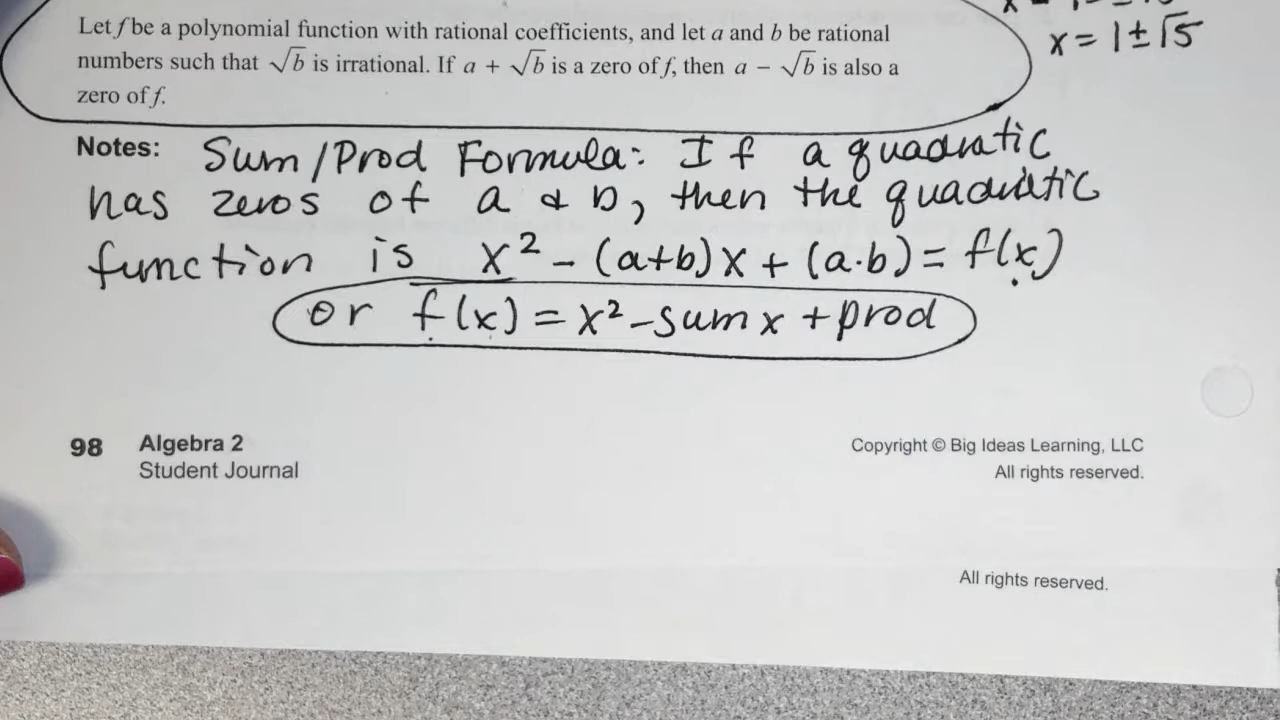 Let f be a polynomial function with rational coefficients, and let a and b be rational
x = 1 ± √5
numbers such that √b is irrational. If a + √b is a zero of f, then a − √b is also a
zero of f.
Notes: Sum/Prod Formula: If a quadratic
has zeros of a & b, then the quadratic
function is x² − (a+b)x + (a·b) = f(x)
or f(x) = x² − sum x + prod
98 Algebra 2
Student Journal
Copyright © Big Ideas Learning, LLC
All rights reserved.
All rights reserved.